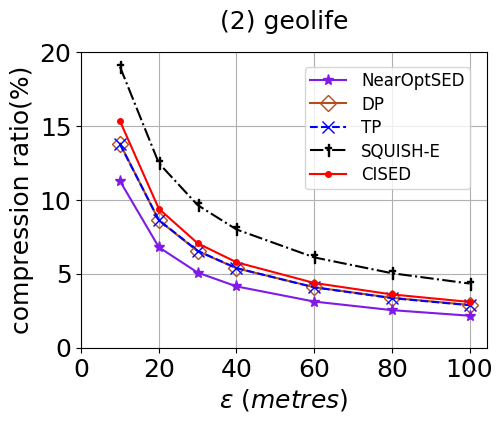 (2) geolife
compression ratio(%)
20
15
10
5
0
NearOptSED
DP
TP
SQUISH-E
CISED
0 20 40 60 80 100
ε (metres)